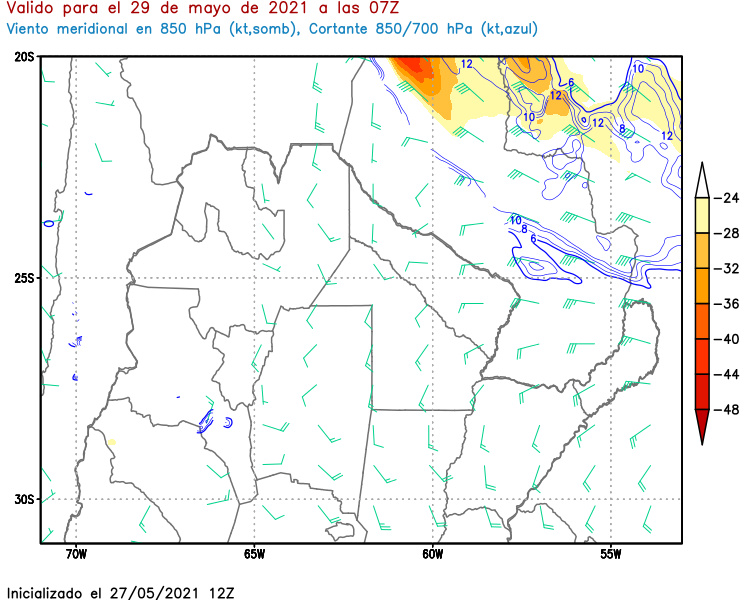 Valido para el 29 de mayo de 2021 a las 07Z
Viento meridional en 850 hPa (kt,somb), Cortante 850/700 hPa (kt,azul)
20S
25S
30S
70W 65W 60W 55W
12
6
10
12
10
12
8
12
10
8
6
0
-24
-28
-32
-36
-40
-44
-48
Inicializado el 27/05/2021 12Z